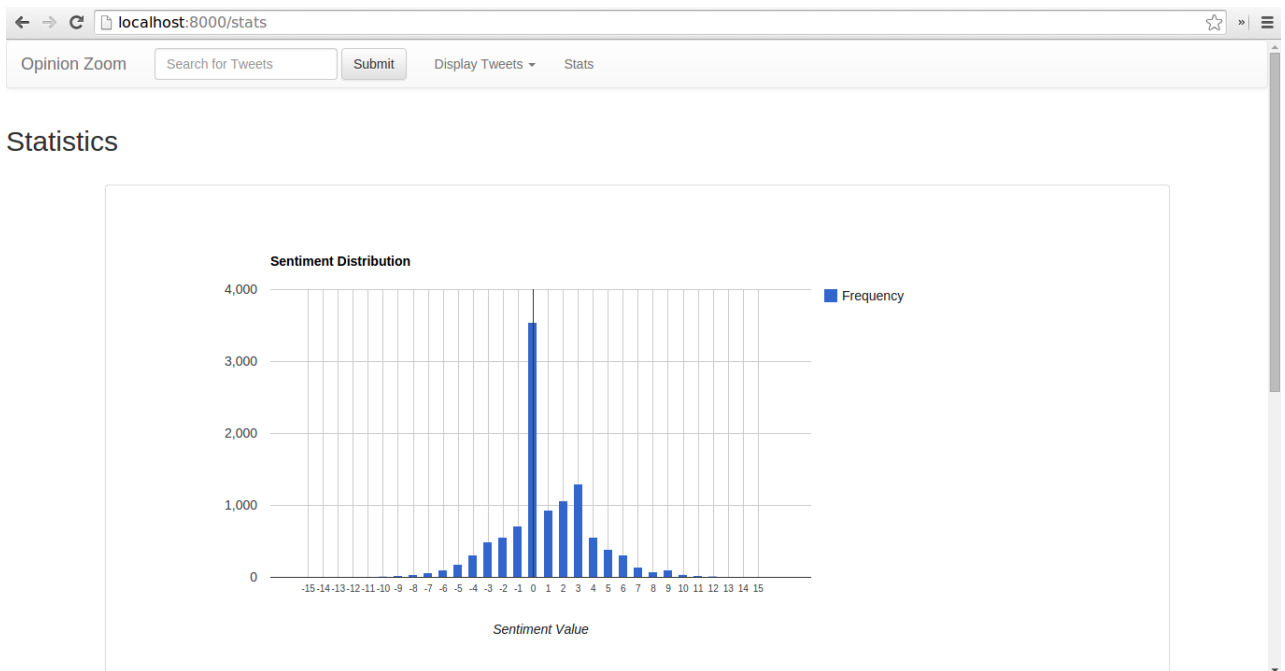 localhost:8000/stats
»
Opinion Zoom Search for Tweets Submit Display Tweets Stats
Statistics
Sentiment Distribution
4,000
Frequency
3,000
2,000
1,000
0
-15 -14 -13 -12 -11 -10 -9 -8 -7 -6 -5 -4 -3 -2 -1 0 1 2 3 4 5 6 7 8 9 10 11 12 13 14 15
Sentiment Value